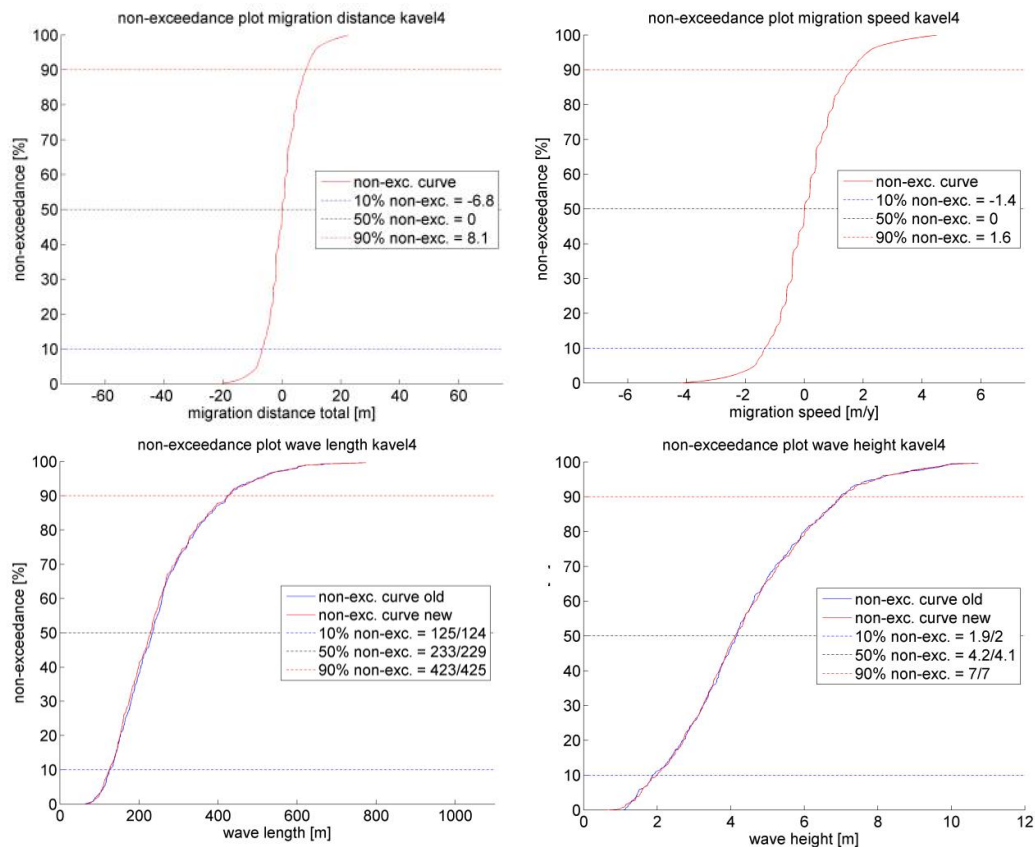 non-exceedance plot migration distance kavel4
100
90
80
70
60
50
40
30
20
10
0
non-exceedance [%]
non-exc. curve
10% non-exc. = -6.8
50% non-exc. = 0
90% non-exc. = 8.1
-60 -40 -20 0 20 40 60
migration distance total [m]
non-exceedance plot migration speed kavel4
100
90
80
70
60
50
40
30
20
10
0
non-exceedance [%]
non-exc. curve
10% non-exc. = -1.4
50% non-exc. = 0
90% non-exc. = 1.6
-6 -4 -2 0 2 4 6
migration speed [m/y]
non-exceedance plot wave length kavel4
100
90
80
70
60
50
40
30
20
10
0
non-exceedance [%]
non-exc. curve old
non-exc. curve new
10% non-exc. = 125/124
50% non-exc. = 233/229
90% non-exc. = 423/425
0 200 400 600 800 1000
wave length [m]
non-exceedance plot wave height kavel4
100
90
80
70
60
50
40
30
20
10
0
non-exc. curve old
non-exc. curve new
10% non-exc. = 1.9/2
50% non-exc. = 4.2/4.1
90% non-exc. = 7/7
0 2 4 6 8 10 12
wave height [m]